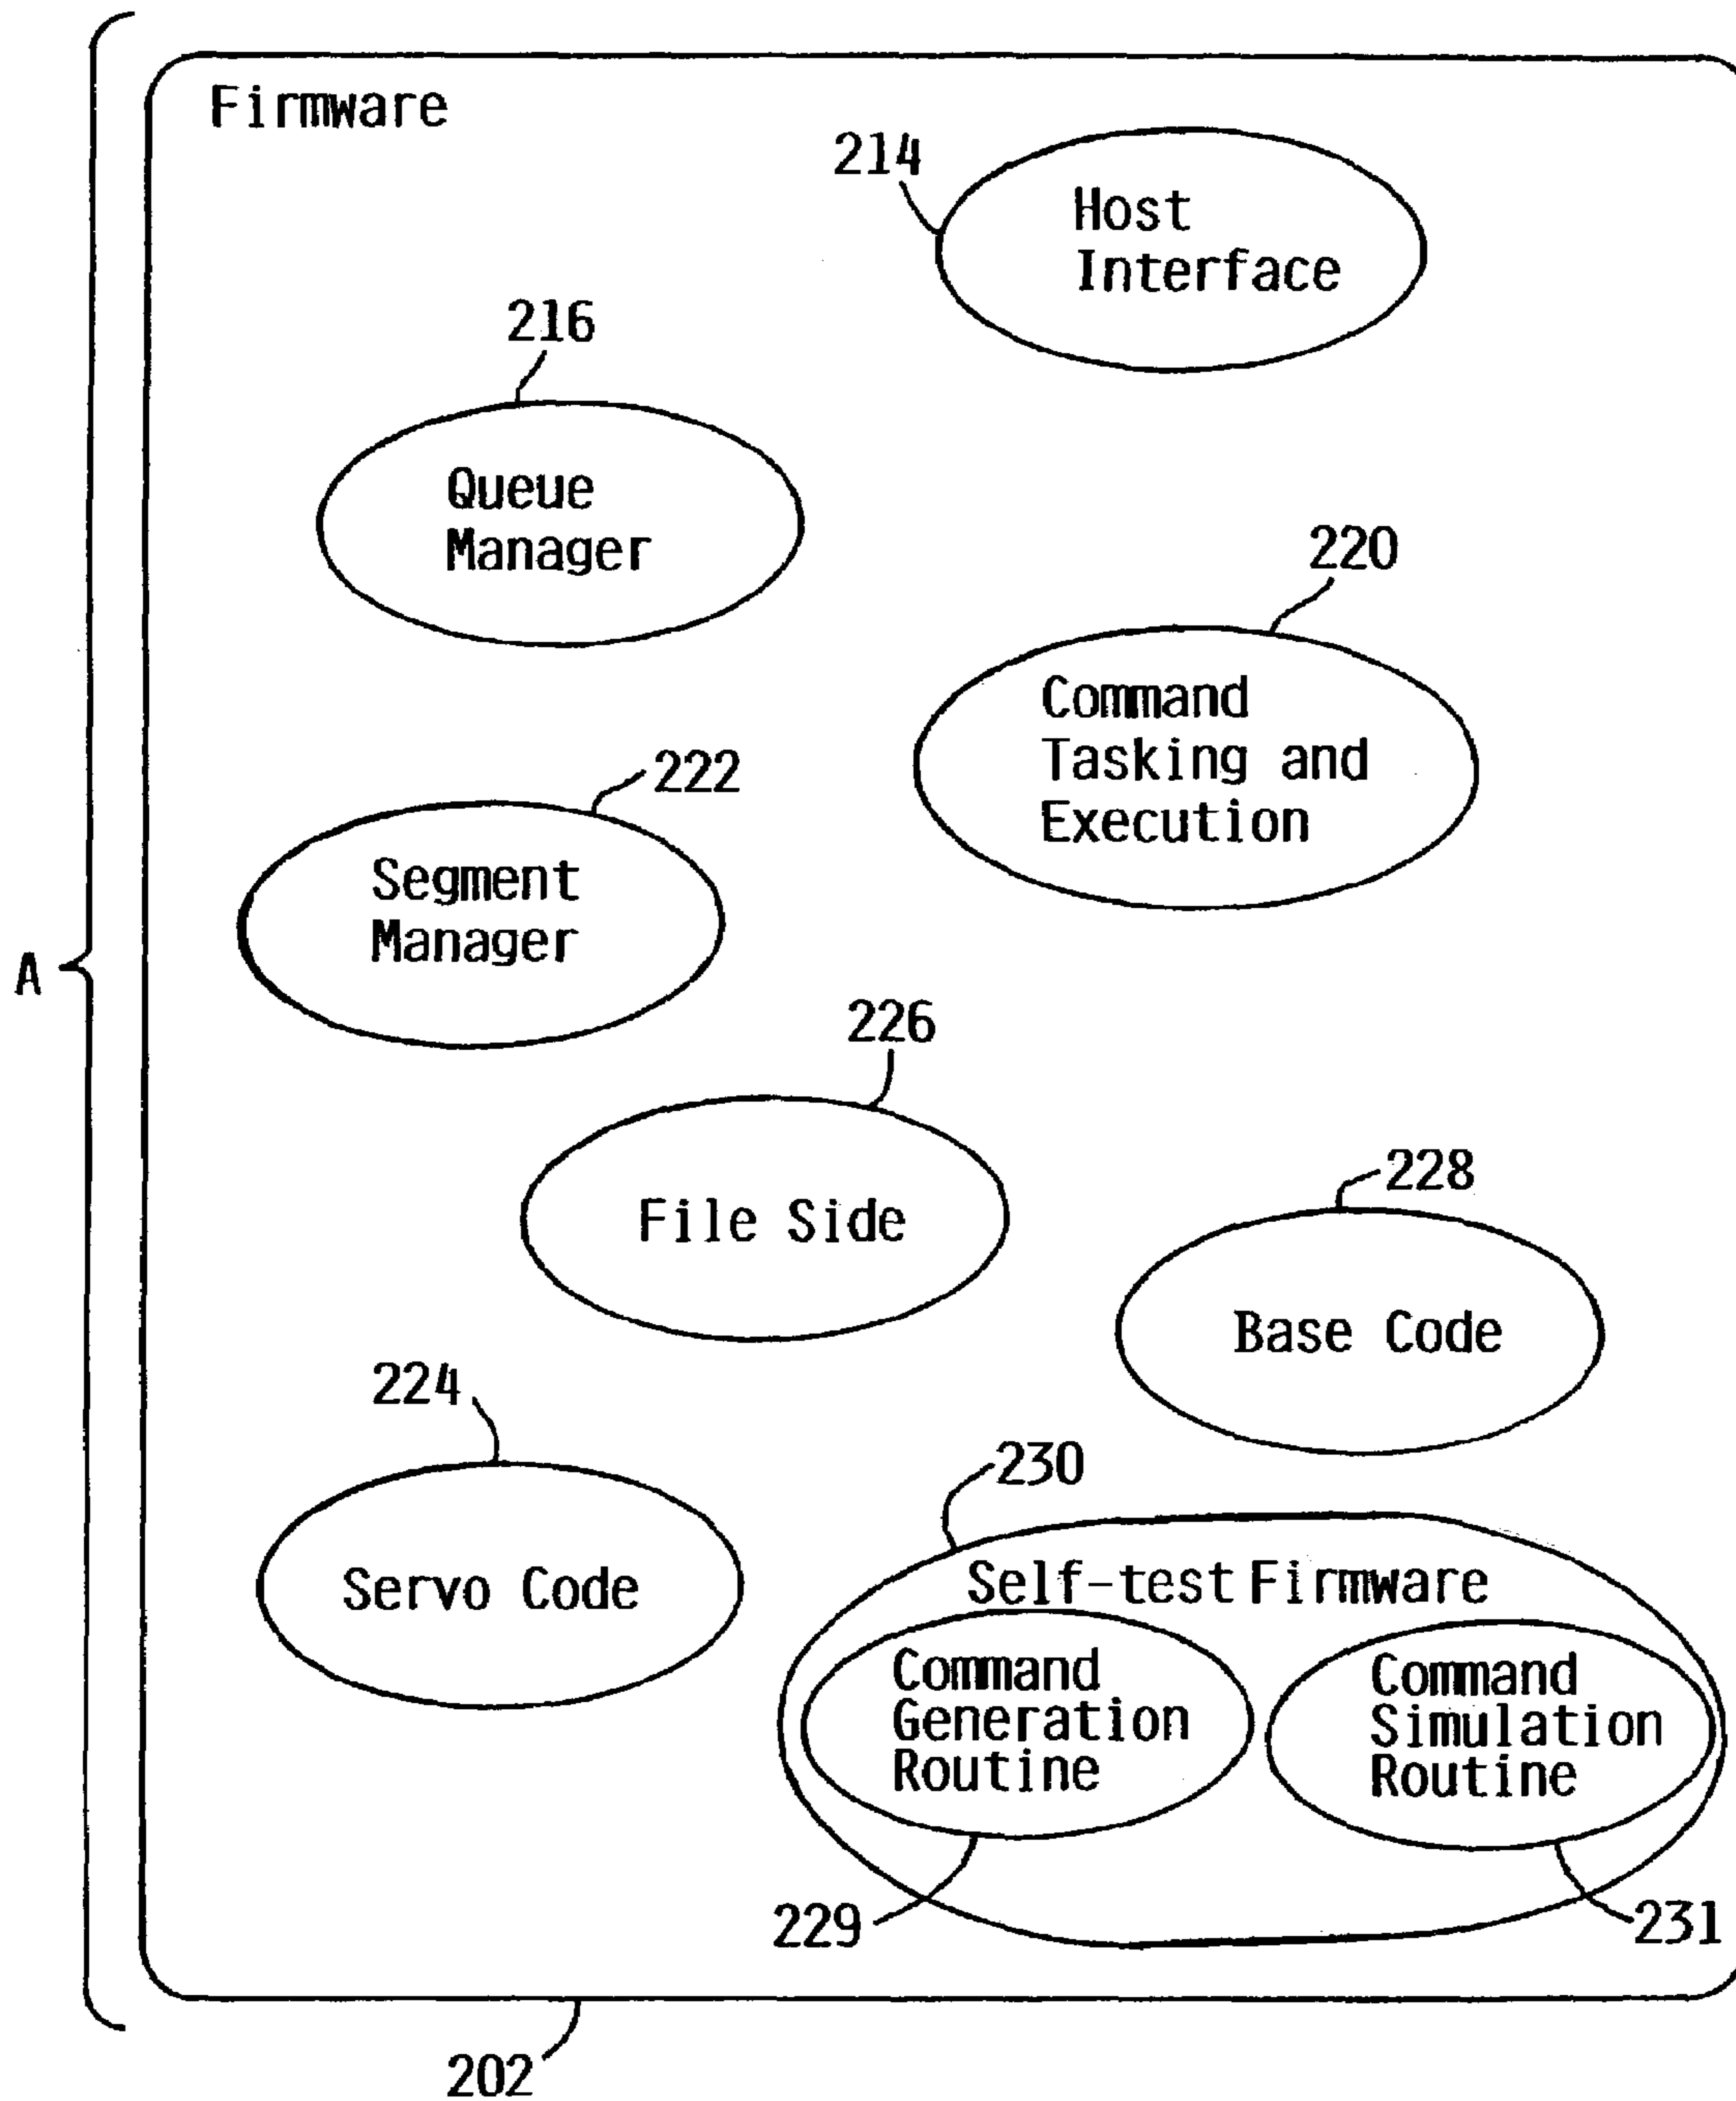 Firmware
214
Host
Interface
216
Queue
Manager
220
Command
Tasking and
Execution
222
Segment
Manager
A
226
File Side
228
Base Code
224
Servo Code
230
Self-test Firmware
Command
Generation
Routine
Command
Simulation
Routine
229
231
202